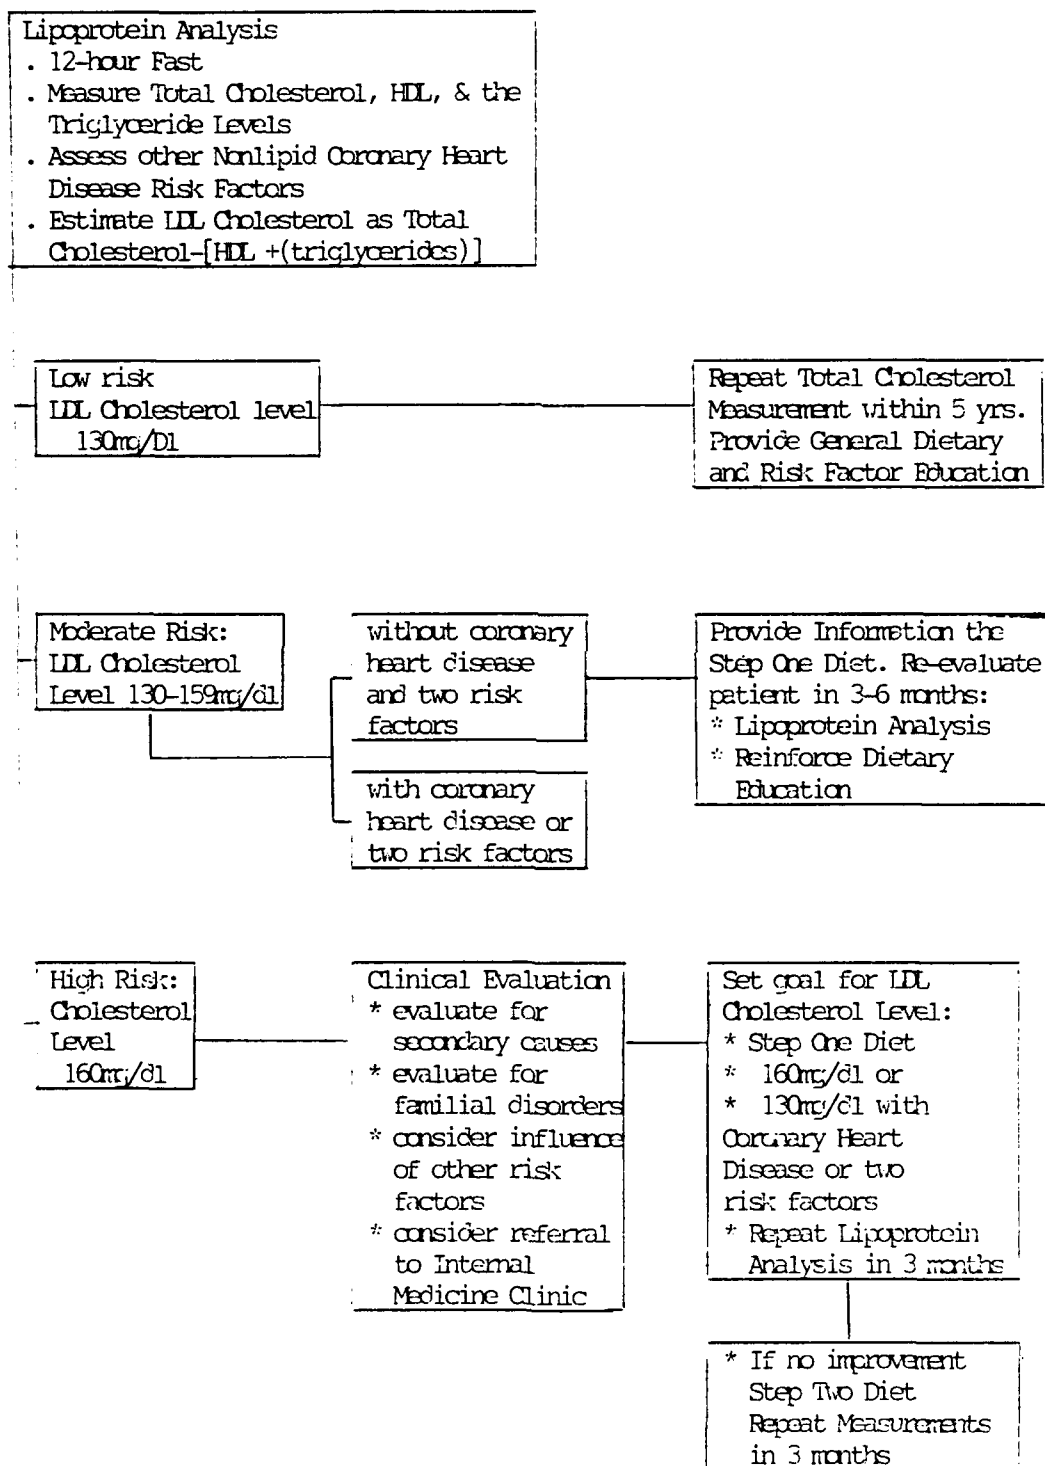 Lipoprotein Analysis
. 12-hour Fast
. Measure Total Cholesterol, HDL, & the
Triglyceride Levels
. Assess other Nonlipid Coronary Heart
Disease Risk Factors
. Estimate LDL Cholesterol as Total
Cholesterol-[HDL +(triglycerides)]
Low risk
LDL Cholesterol level
130mg/Dl
Repeat Total Cholesterol
Measurement within 5 yrs.
Provide General Dietary
and Risk Factor Education
Moderate Risk:
LDL Cholesterol
Level 130-159mg/dl
without coronary
heart disease
and two risk
factors
with coronary
heart disease or
two risk factors
Provide Information the
Step One Diet. Re-evaluate
patient in 3-6 months:
* Lipoprotein Analysis
* Reinforce Dietary
Education
High Risk:
Cholesterol
Level
160mg/dl
Clinical Evaluation
* evaluate for
secondary causes
* evaluate for
familial disorders
* consider influence
of other risk
factors
* consider referral
to Internal
Medicine Clinic
Set goal for LDL
Cholesterol Level:
* Step One Diet
* 160mg/dl or
* 130mg/dl with
Coronary Heart
Disease or two
risk factors
* Repeat Lipoprotein
Analysis in 3 months
* If no improvement
Step Two Diet
Repeat Measurements
in 3 months